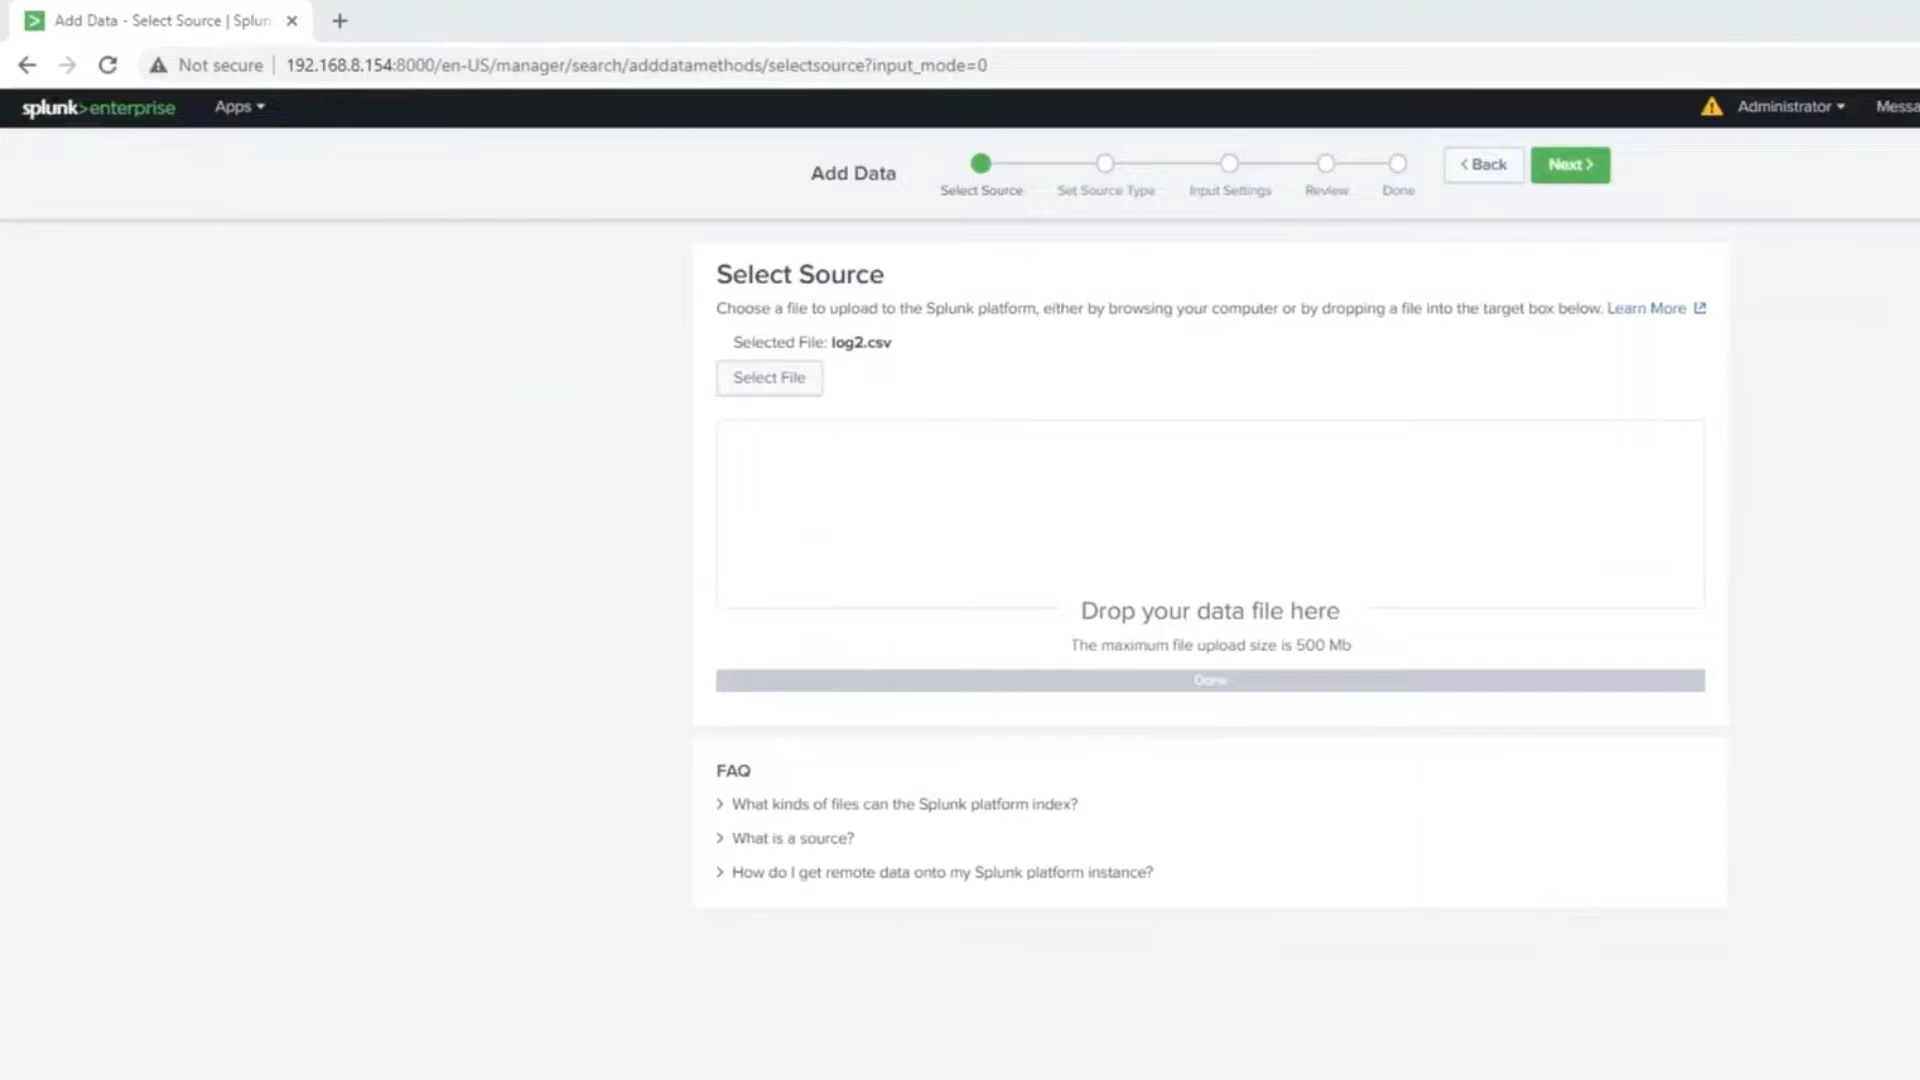 Add Data - Select Source | Splun
Not secure
192.168.8.154:8000/en-US/manager/search/adddatamethods/selectsource?input_mode=0
splunk>enterprise
Apps
Administrator
Messa
Add Data
Select Source
Set Source Type
Input Settings
Review
Done
< Back
Next >
Select Source
Choose a file to upload to the Splunk platform, either by browsing your computer or by dropping a file into the target box below. Learn More
Selected File: log2.csv
Select File
Drop your data file here
The maximum file upload size is 500 Mb
Done
FAQ
> What kinds of files can the Splunk platform index?
> What is a source?
> How do I get remote data onto my Splunk platform instance?